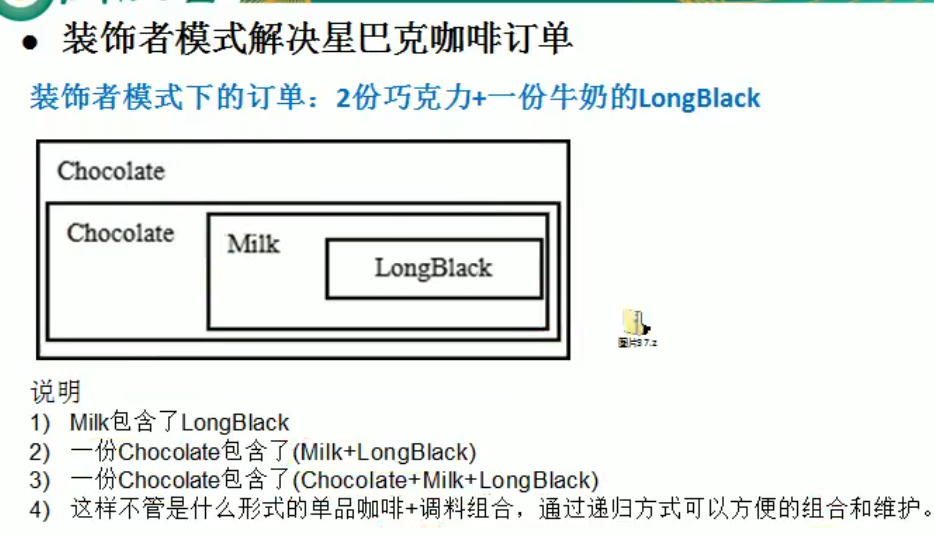 ● 装饰者模式解决星巴克咖啡订单
装饰者模式下的订单：2份巧克力+一份牛奶的LongBlack
Chocolate
Chocolate
Milk
LongBlack
说明
1) Milk包含了LongBlack
2) 一份Chocolate包含了(Milk+LongBlack)
3) 一份Chocolate包含了(Chocolate+Milk+LongBlack)
4) 这样不管是什么形式的单品咖啡+调料组合，通过递归方式可以方便的组合和维护。